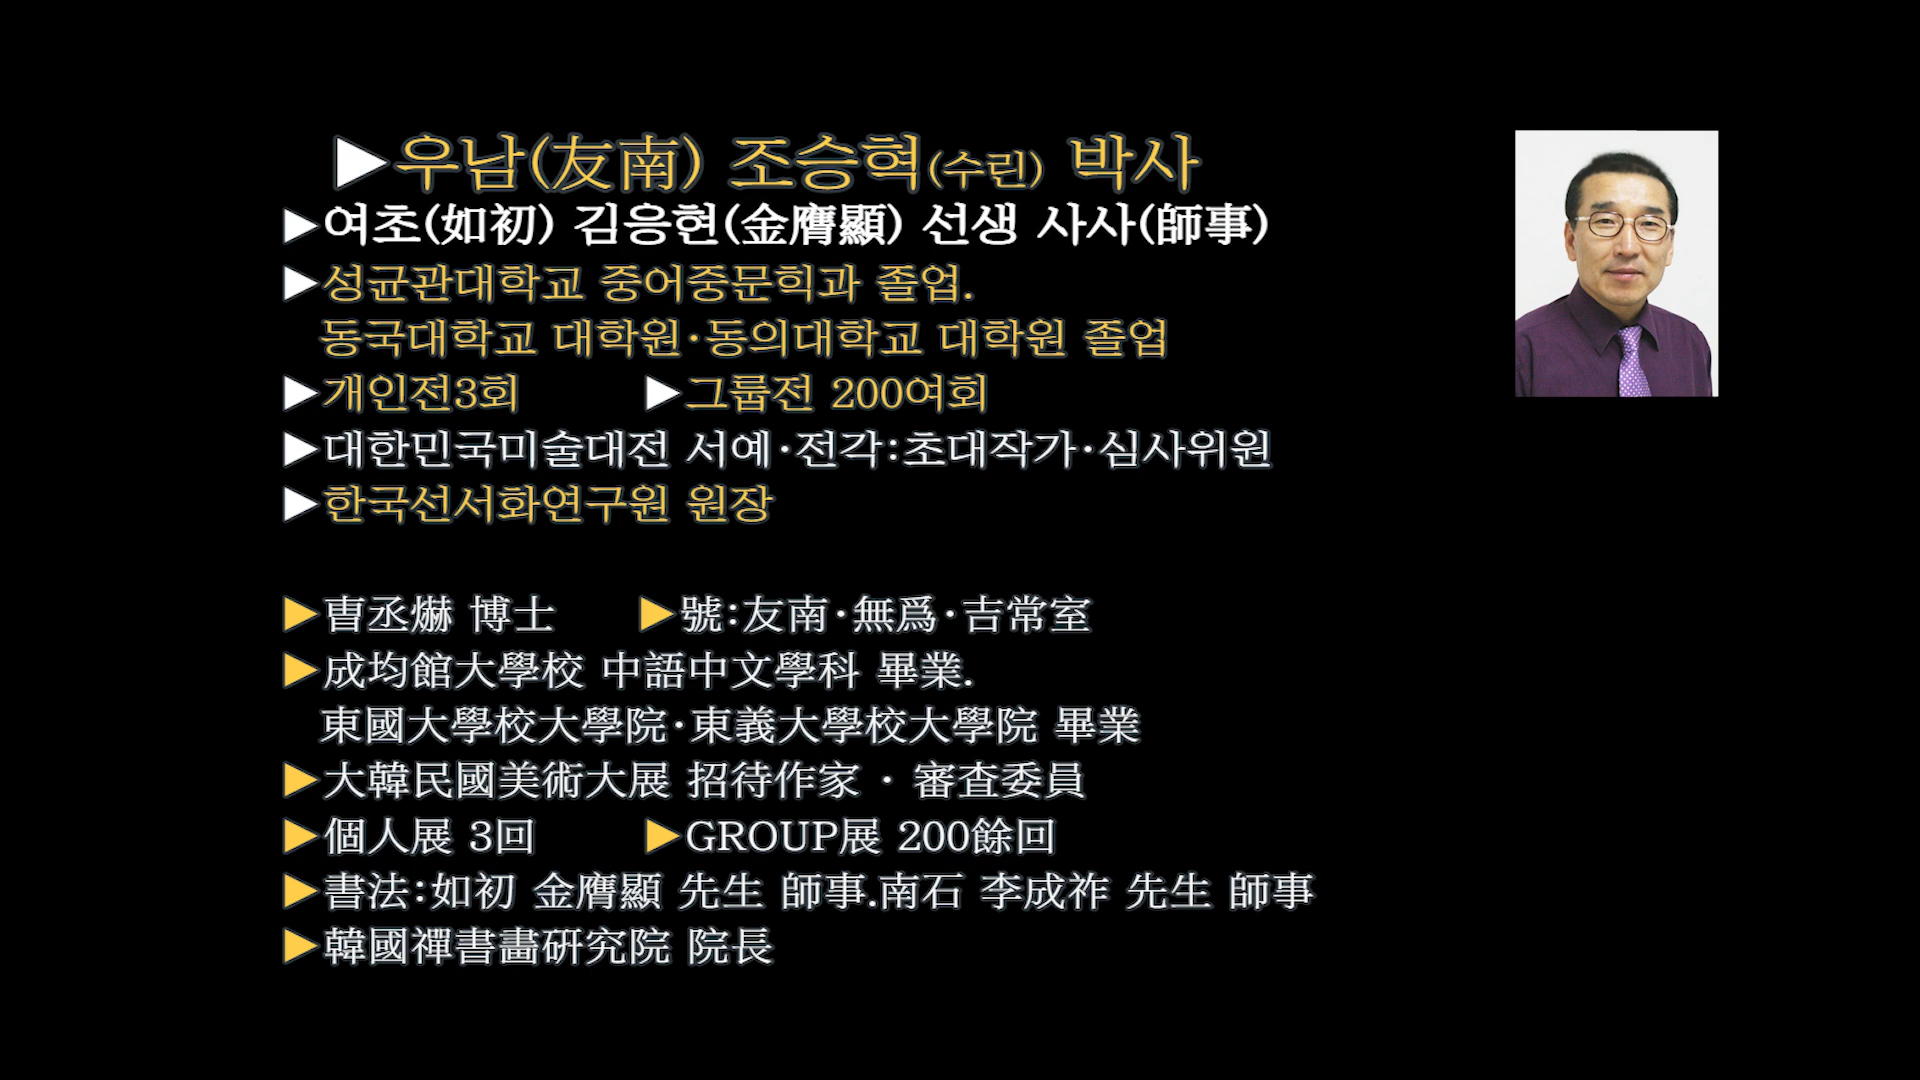 ▶우남(友南) 조승혁(수린) 박사
▶여초(如初) 김응현(金膺顯) 선생 사사(師事)
▶성균관대학교 중어중문힉과 졸업.
동국대학교 대학원·동의대학교 대학원 졸업
▶개인전3회 ▶그룹전 200여회
▶대한민국미술대전 서예·전각:초대작가·심사위원
▶한국선서화연구원 원장
▶曺丞爀 博士 ▶號:友南·無爲·吉常室
▶成均館大學校 中語中文學科 畢業.
東國大學校大學院·東義大學校大學院 畢業
▶大韓民國美術大展 招待作家 · 審査委員
▶個人展 3回 ▶GROUP展 200餘回
▶書法:如初 金膺顯 先生 師事.南石 李成祚 先生 師事
▶韓國禪書畵硏究院 院長